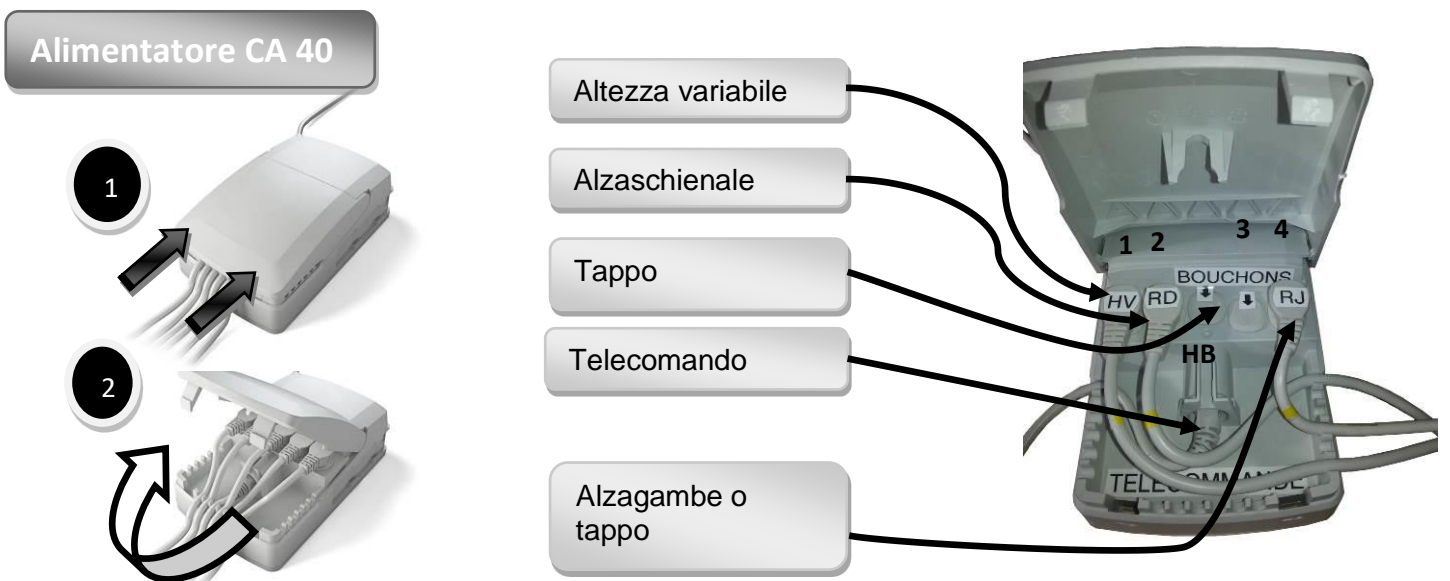 Alimentatore CA 40
1
2
Altezza variabile
Alzaschienale
Tappo
Telecomando
Alzagambe o
tappo
1 2 3 4
BOUCHONS
HV RD RJ
HB
TELECOMMANDE